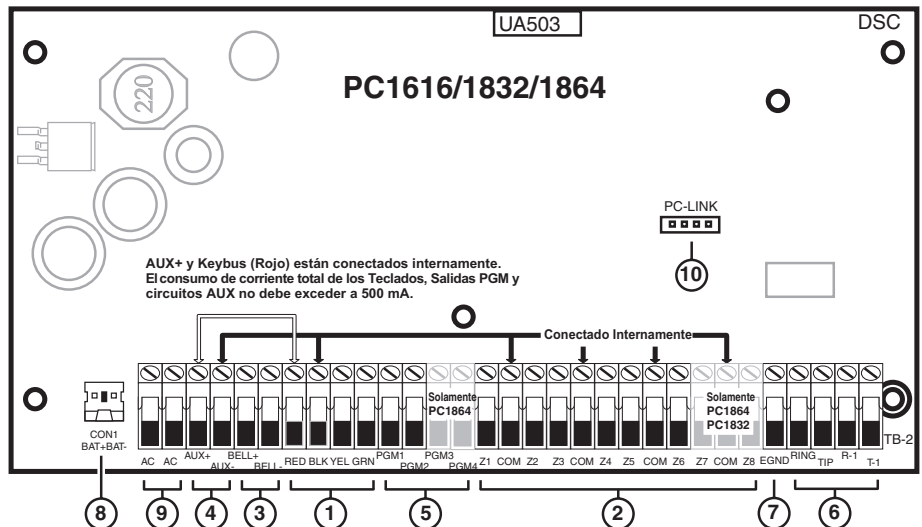 UA503
DSC
220
PC1616/1832/1864
PC-LINK
10
AUX+ y Keybus (Rojo) están conectados internamente.
El consumo de corriente total de los Teclados, Salidas PGM y
circuitos AUX no debe exceder a 500 mA.
Conectado Internamente
Solamente
PC1864
Solamente
PC1864
PC1832
TB-2
CON1
BAT+BAT-
AC AC AUX+ AUX- BELL+ BELL- RED BLK YEL GRN PGM1 PGM2 PGM3 PGM4 Z1 COM Z2 Z3 COM Z4 Z5 COM Z6 Z7 COM Z8 EGND RING TIP R-1 T-1
8 9 4 3 1 5 2 7 6